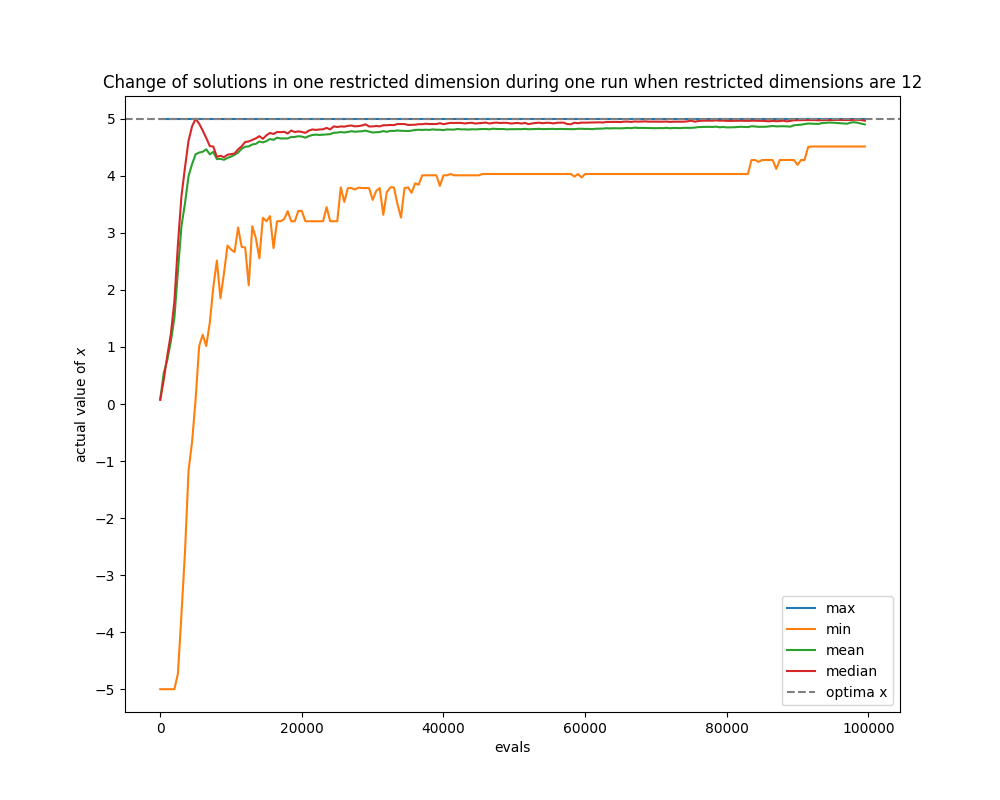 Change of solutions in one restricted dimension during one run when restricted dimensions are 12
actual value of x
5
4
3
2
1
0
−1
−2
−3
−4
−5
0 20000 40000 60000 80000 100000
evals
max
min
mean
median
optima x